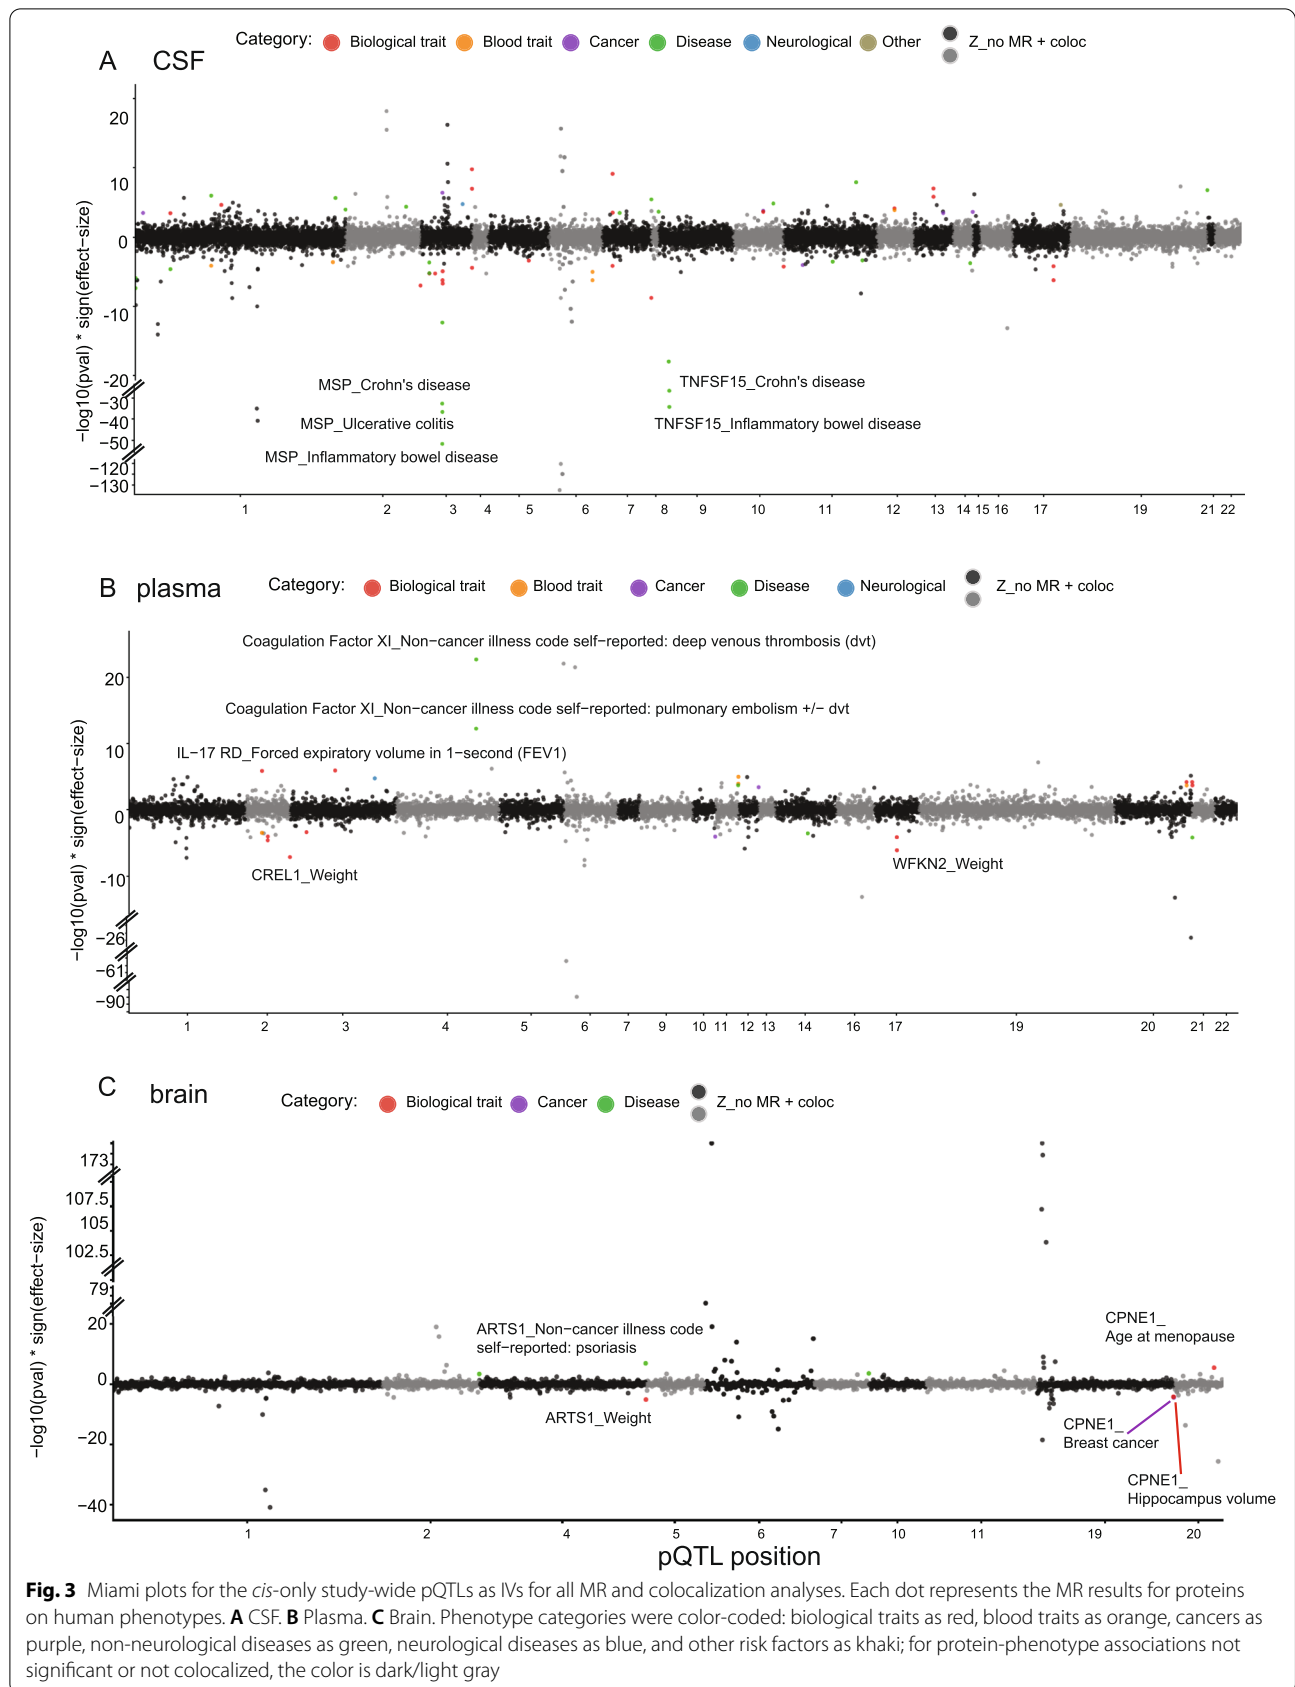 A CSF
Category: Biological trait Blood trait Cancer Disease Neurological Other Z_no MR + coloc
−log10(pval) * sign(effect−size)
20
10
0
-10
-20
−30
−40
−50
−120
−130
MSP_Crohn's disease
TNFSF15_Crohn's disease
MSP_Ulcerative colitis
TNFSF15_Inflammatory bowel disease
MSP_Inflammatory bowel disease
1 2 3 4 5 6 7 8 9 10 11 12 13 14 15 16 17 19 21 22
B plasma
Category: Biological trait Blood trait Cancer Disease Neurological Z_no MR + coloc
−log10(pval) * sign(effect−size)
20
10
0
-10
−26
−61
−90
Coagulation Factor XI_Non−cancer illness code self−reported: deep venous thrombosis (dvt)
Coagulation Factor XI_Non−cancer illness code self−reported: pulmonary embolism +/− dvt
IL−17 RD_Forced expiratory volume in 1−second (FEV1)
CREL1_Weight
WFKN2_Weight
1 2 3 4 5 6 7 9 10 11 12 13 14 16 17 19 20 21 22
C brain
Category: Biological trait Cancer Disease Z_no MR + coloc
−log10(pval) * sign(effect−size)
173
107.5
105
102.5
79
20
0
−20
−40
ARTS1_Non−cancer illness code
self−reported: psoriasis
ARTS1_Weight
CPNE1_
Age at menopause
CPNE1_
Breast cancer
CPNE1_
Hippocampus volume
1 2 4 5 6 7 10 11 19 20
pQTL position
Fig. 3 Miami plots for the cis-only study-wide pQTLs as IVs for all MR and colocalization analyses. Each dot represents the MR results for proteins
on human phenotypes. A CSF. B Plasma. C Brain. Phenotype categories were color-coded: biological traits as red, blood traits as orange, cancers as
purple, non-neurological diseases as green, neurological diseases as blue, and other risk factors as khaki; for protein-phenotype associations not
significant or not colocalized, the color is dark/light gray